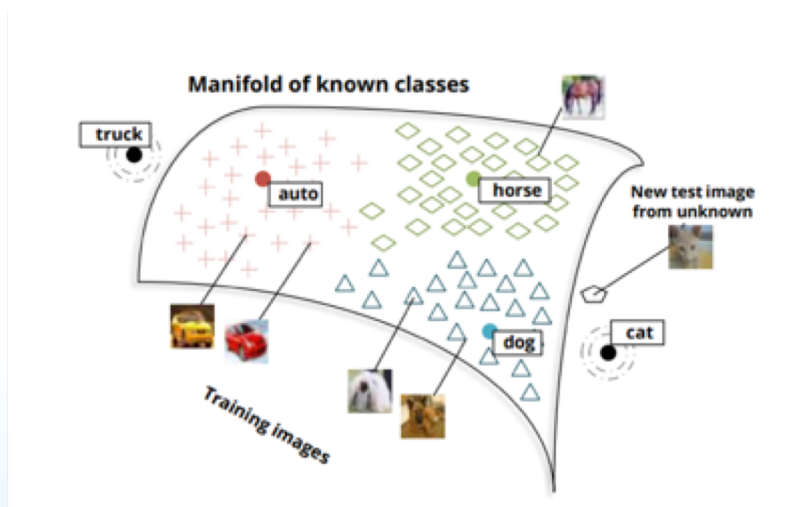 Manifold of known classes
truck
auto
horse
New test image
from unknown
cat
dog
Training images